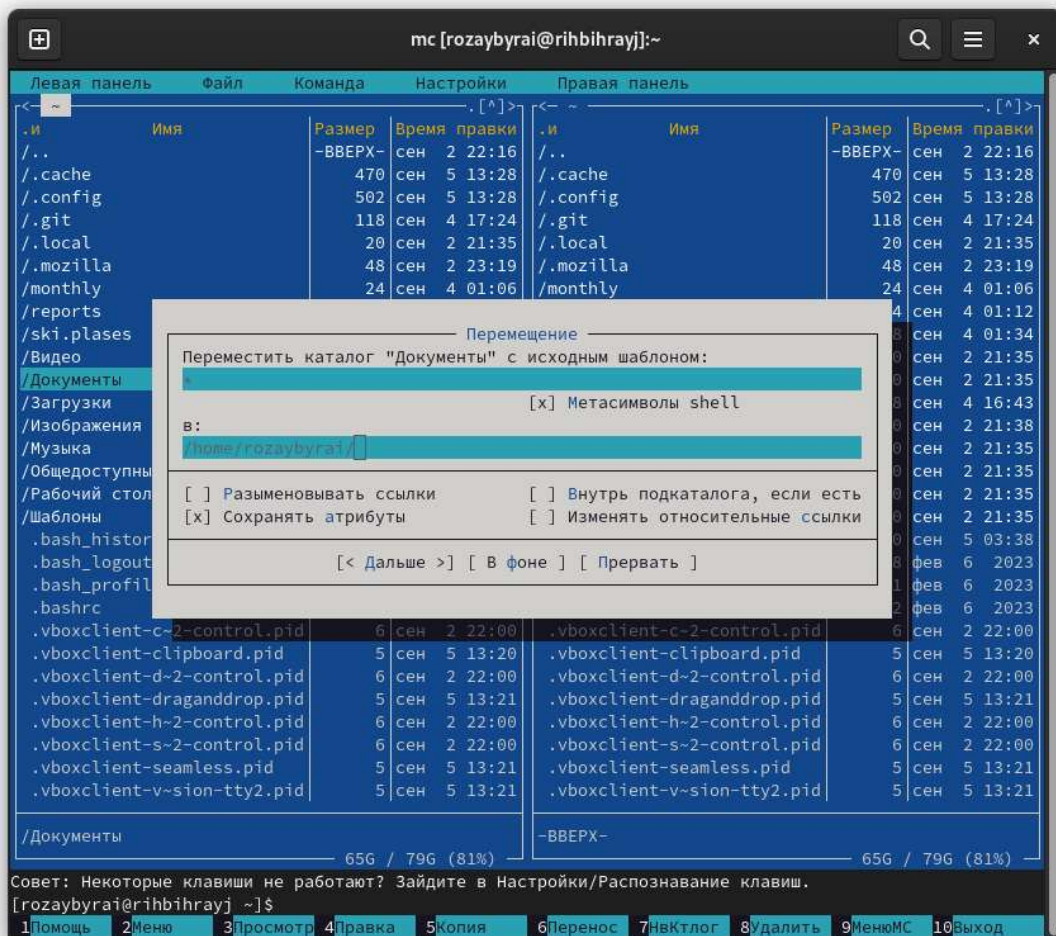 mc [rozaybyrai@rihbihrayj]:~
Левая панель Файл Команда Настройки Правая панель
<— ~ .[^]> <— ~ .[^]>
.и Имя Размер Время правки .и Имя Размер Время правки
/.. -ВВЕРХ- сен 2 22:16 /.. -ВВЕРХ- сен 2 22:16
/.cache 470 сен 5 13:28 /.cache 470 сен 5 13:28
/.config 502 сен 5 13:28 /.config 502 сен 5 13:28
/.git 118 сен 4 17:24 /.git 118 сен 4 17:24
/.local 20 сен 2 21:35 /.local 20 сен 2 21:35
/.mozilla 48 сен 2 23:19 /.mozilla 48 сен 2 23:19
/monthly 24 сен 4 01:06 /monthly 24 сен 4 01:06
/reports 4 сен 4 01:12
/ski.plases Перемещение 8 сен 4 01:34
/Видео Переместить каталог "Документы" с исходным шаблоном: 0 сен 2 21:35
/Документы * 0 сен 2 21:35
/Загрузки [x] Метасимволы shell 8 сен 4 16:43
/Изображения в: 0 сен 2 21:38
/Музыка /home/rozaybyrai/ 0 сен 2 21:35
/Общедоступны 0 сен 2 21:35
/Рабочий стол [ ] Разыменовывать ссылки [ ] Внутрь подкаталога, если есть 0 сен 2 21:35
/Шаблоны [x] Сохранять атрибуты [ ] Изменять относительные ссылки 0 сен 2 21:35
.bash_histor 0 сен 5 03:38
.bash_logout [< Дальше >] [ В фоне ] [ Прервать ] 8 фев 6 2023
.bash_profil 1 фев 6 2023
.bashrc 2 фев 6 2023
.vboxclient-c~2-control.pid 6 сен 2 22:00 .vboxclient-c~2-control.pid 6 сен 2 22:00
.vboxclient-clipboard.pid 5 сен 5 13:20 .vboxclient-clipboard.pid 5 сен 5 13:20
.vboxclient-d~2-control.pid 6 сен 2 22:00 .vboxclient-d~2-control.pid 6 сен 2 22:00
.vboxclient-draganddrop.pid 5 сен 5 13:21 .vboxclient-draganddrop.pid 5 сен 5 13:21
.vboxclient-h~2-control.pid 6 сен 2 22:00 .vboxclient-h~2-control.pid 6 сен 2 22:00
.vboxclient-s~2-control.pid 6 сен 2 22:00 .vboxclient-s~2-control.pid 6 сен 2 22:00
.vboxclient-seamless.pid 5 сен 5 13:21 .vboxclient-seamless.pid 5 сен 5 13:21
.vboxclient-v~sion-tty2.pid 5 сен 5 13:21 .vboxclient-v~sion-tty2.pid 5 сен 5 13:21
/Документы -ВВЕРХ-
65G / 79G (81%) 65G / 79G (81%)
Совет: Некоторые клавиши не работают? Зайдите в Настройки/Распознавание клавиш.
[rozaybyrai@rihbihrayj ~]$
1Помощь 2Меню 3Просмотр 4Правка 5Копия 6Перенос 7НвКтлог 8Удалить 9МенюМС 10Выход